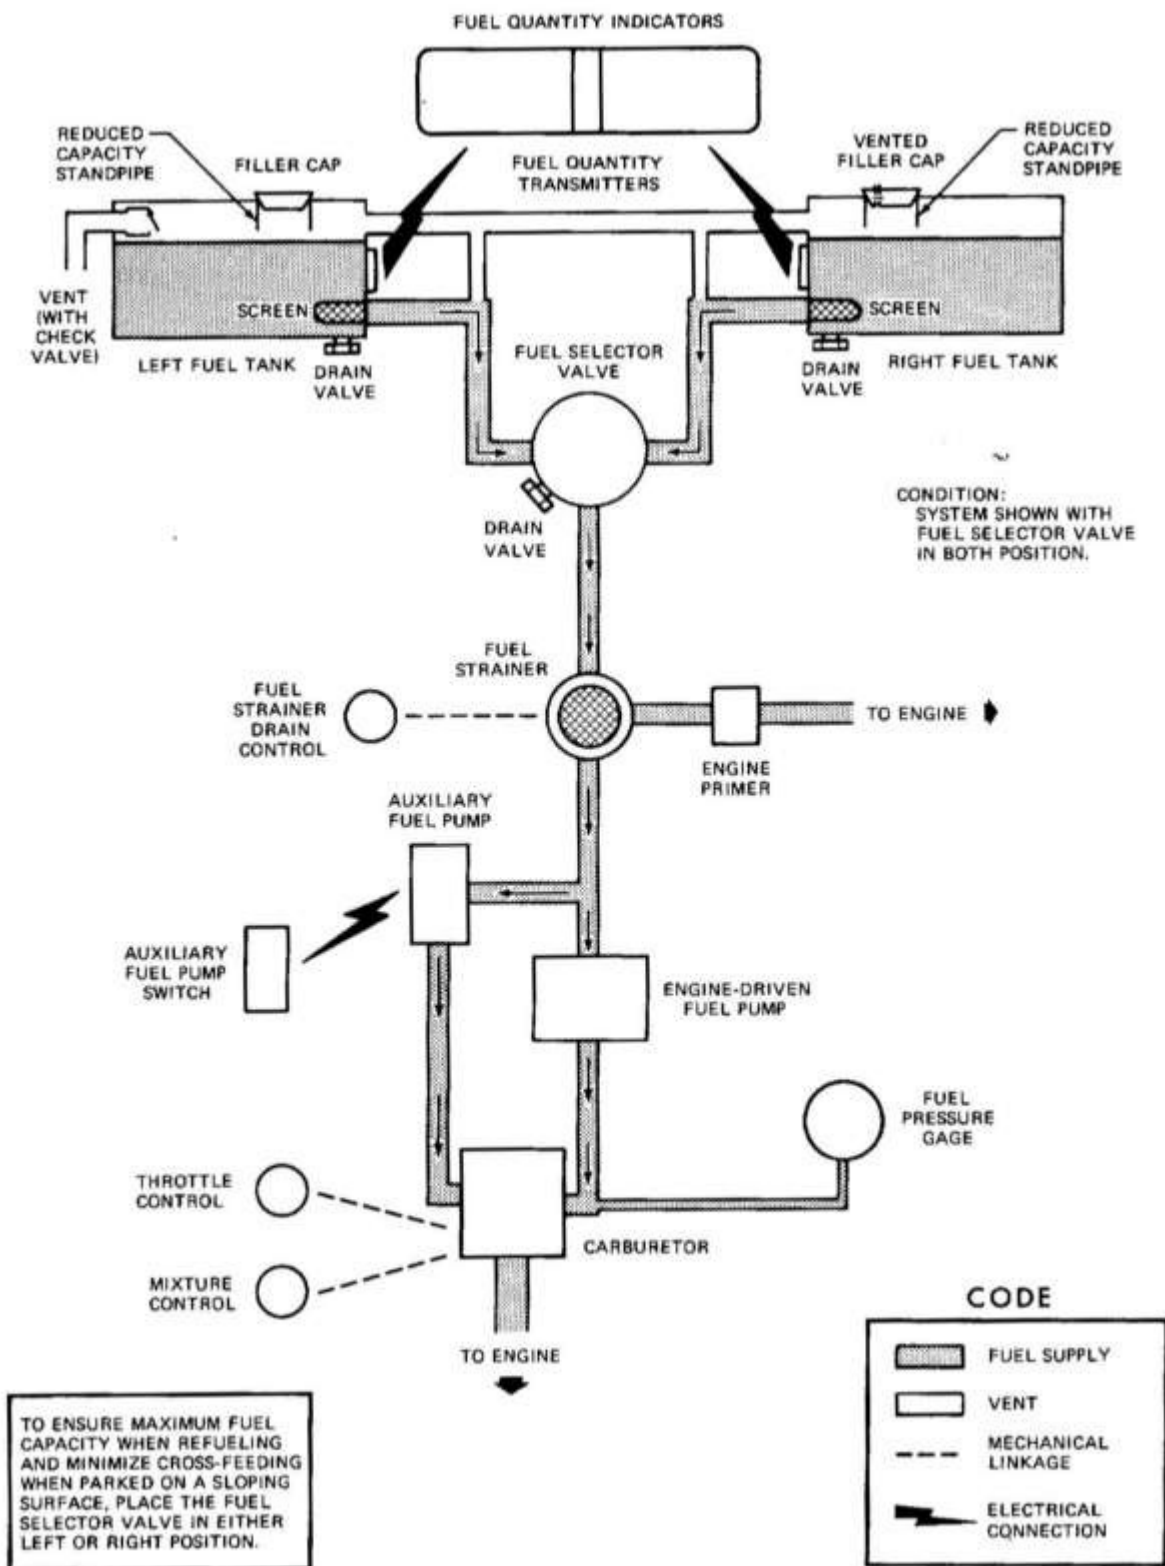 FUEL QUANTITY INDICATORS
REDUCED
CAPACITY
STANDPIPE
FILLER CAP
FUEL QUANTITY
TRANSMITTERS
VENTED
FILLER CAP
REDUCED
CAPACITY
STANDPIPE
VENT
(WITH
CHECK
VALVE)
SCREEN
LEFT FUEL TANK
DRAIN
VALVE
FUEL SELECTOR
VALVE
SCREEN
DRAIN
VALVE
RIGHT FUEL TANK
DRAIN
VALVE
CONDITION:
SYSTEM SHOWN WITH
FUEL SELECTOR VALVE
IN BOTH POSITION.
FUEL
STRAINER
FUEL
STRAINER
DRAIN
CONTROL
TO ENGINE
ENGINE
PRIMER
AUXILIARY
FUEL PUMP
AUXILIARY
FUEL PUMP
SWITCH
ENGINE-DRIVEN
FUEL PUMP
FUEL
PRESSURE
GAGE
THROTTLE
CONTROL
CARBURETOR
MIXTURE
CONTROL
TO ENGINE
CODE
FUEL SUPPLY
VENT
MECHANICAL
LINKAGE
ELECTRICAL
CONNECTION
TO ENSURE MAXIMUM FUEL
CAPACITY WHEN REFUELING
AND MINIMIZE CROSS-FEEDING
WHEN PARKED ON A SLOPING
SURFACE, PLACE THE FUEL
SELECTOR VALVE IN EITHER
LEFT OR RIGHT POSITION.